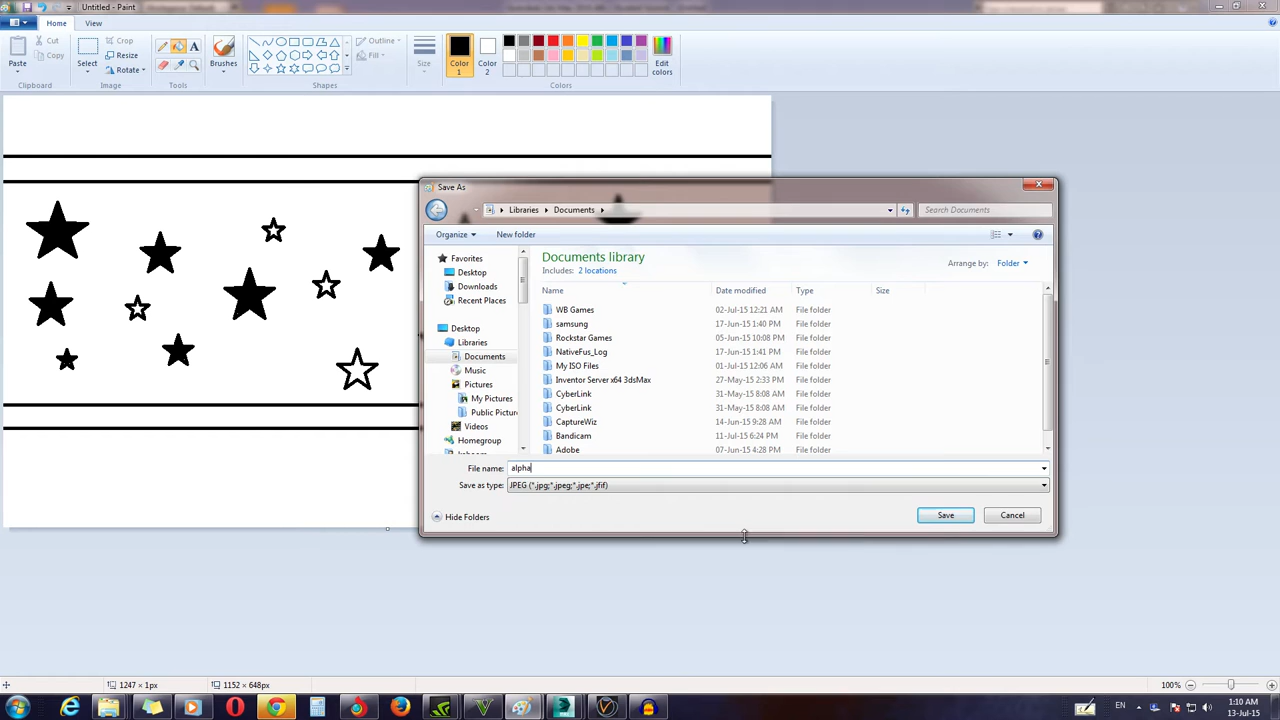 Untitled - Paint
Home
View
Paste
Cut
Copy
Clipboard
Select
Crop
Resize
Rotate
Image
A
Tools
Brushes
Outline
Fill
Shapes
Size
Color 1
Color 2
Edit colors
Colors
Save As
Libraries
Documents
Search Documents
Organize
New folder
Favorites
Desktop
Downloads
Recent Places
Desktop
Libraries
Documents
Music
Pictures
My Pictures
Public Pictur
Videos
Homegroup
Documents library
Includes: 2 locations
Arrange by: Folder
Name Date modified Type Size
WB Games 02-Jul-15 12:21 AM File folder
samsung 17-Jun-15 1:40 PM File folder
Rockstar Games 05-Jun-15 10:08 PM File folder
NativeFus_Log 17-Jun-15 1:41 PM File folder
My ISO Files 01-Jul-15 12:06 AM File folder
Inventor Server x64 3dsMax 27-May-15 2:33 PM File folder
CyberLink 31-May-15 8:08 AM File folder
CyberLink 31-May-15 8:08 AM File folder
CaptureWiz 14-Jun-15 9:28 AM File folder
Bandicam 11-Jul-15 6:24 PM File folder
Adobe 07-Jun-15 4:28 PM File folder
File name: alpha
Save as type: JPEG (*.jpg;*.jpeg;*.jpe;*.jfif)
Hide Folders
Save
Cancel
1247 × 1px
1152 × 648px
100%
EN
1:10 AM
13-Jul-15